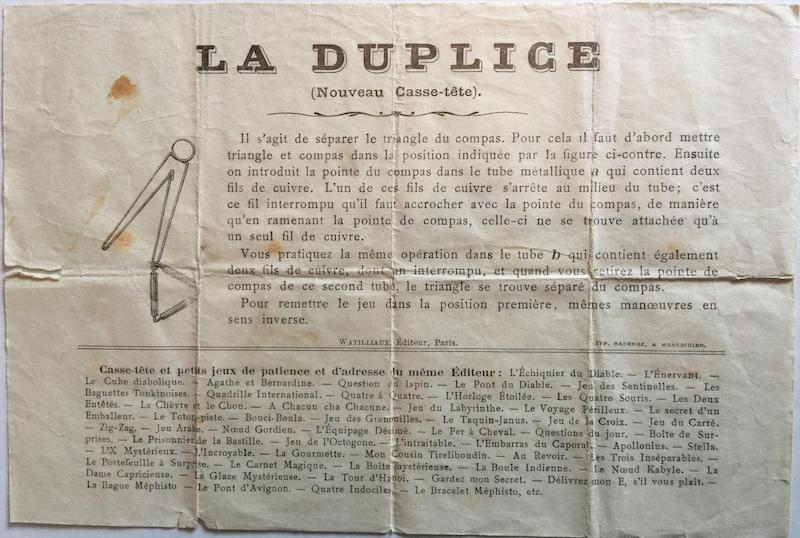 LA DUPLICE
(Nouveau Casse-tête).
Il s'agit de séparer le triangle du compas. Pour cela il faut d'abord mettre
triangle et compas dans la position indiquée par la figure ci-contre. Ensuite
on introduit la pointe du compas dans le tube métallique a qui contient deux
fils de cuivre. L'un de ces fils de cuivre s'arrête au milieu du tube; c'est
ce fil interrompu qu'il faut accrocher avec la pointe du compas, de manière
qu'en ramenant la pointe de compas, celle-ci ne se trouve attachée qu'à
un seul fil de cuivre.
Vous pratiquez la même opération dans le tube b qui contient également
deux fils de cuivre, dont un interrompu, et quand vous retirez la pointe de
compas de ce second tube, le triangle se trouve séparé du compas.
Pour remettre le jeu dans la position première, mêmes manœuvres en
sens inverse.
WATILLIAUX, Éditeur, Paris.
TYP. RADENEZ, A MONTDIDIER.
Casse-tête et petits jeux de patience et d'adresse du même Éditeur: L'Échiquier du Diable. — L'Énervant. —
Le Cube diabolique. — Agathe et Bernardine. — Question du lapin. — Le Pont du Diable. — Jeu des Sentinelles. — Les
Baguettes Tonkinoises. — Quadrille International. — Quatre à Quatre. — L'Horloge Étoilée. — Les Quatre Souris. — Les Deux
Entêtés. — La Chèvre et le Chou. — A Chacun cha Chacune. — Jeu du Labyrinthe. — Le Voyage Périlleux. — Le secret d'un
Emballeur. — Le Toton-piste. — Bouci-Boula. — Jeu des Grenouilles. — Le Taquin-Janus. — Jeu de la Croix. — Jeu du Carré.
— Zig-Zag. — Jeu Arabe. — Nœud Gordien. — L'Équipage Décimé. — Le Fer à Cheval. — Questions du jour. — Boîte de Sur-
prises. — Le Prisonnier de la Bastille. — Jeu de l'Octogone. — L'intraitable. — L'Embarras du Caporal. — Apollonius. — Stella.
— L'X Mystérieux. — L'Incroyable. — La Gourmette. — Mon Cousin Tireliboudin. — Au Revoir. — Les Trois Inséparables. —
Le Portefeuille à Surprise. — Le Carnet Magique. — La Boîte mystérieuse. — La Boule Indienne. — Le Nœud Kabyle. — La
Dame Capricieuse. — La Glace Mystérieuse. — La Tour d'Hanoï. — Gardez mon Secret. — Délivrez mon E, s'il vous plaît. —
La Bague Méphisto — Le Pont d'Avignon. — Quatre Indociles. — Le Bracelet Méphisto, etc.